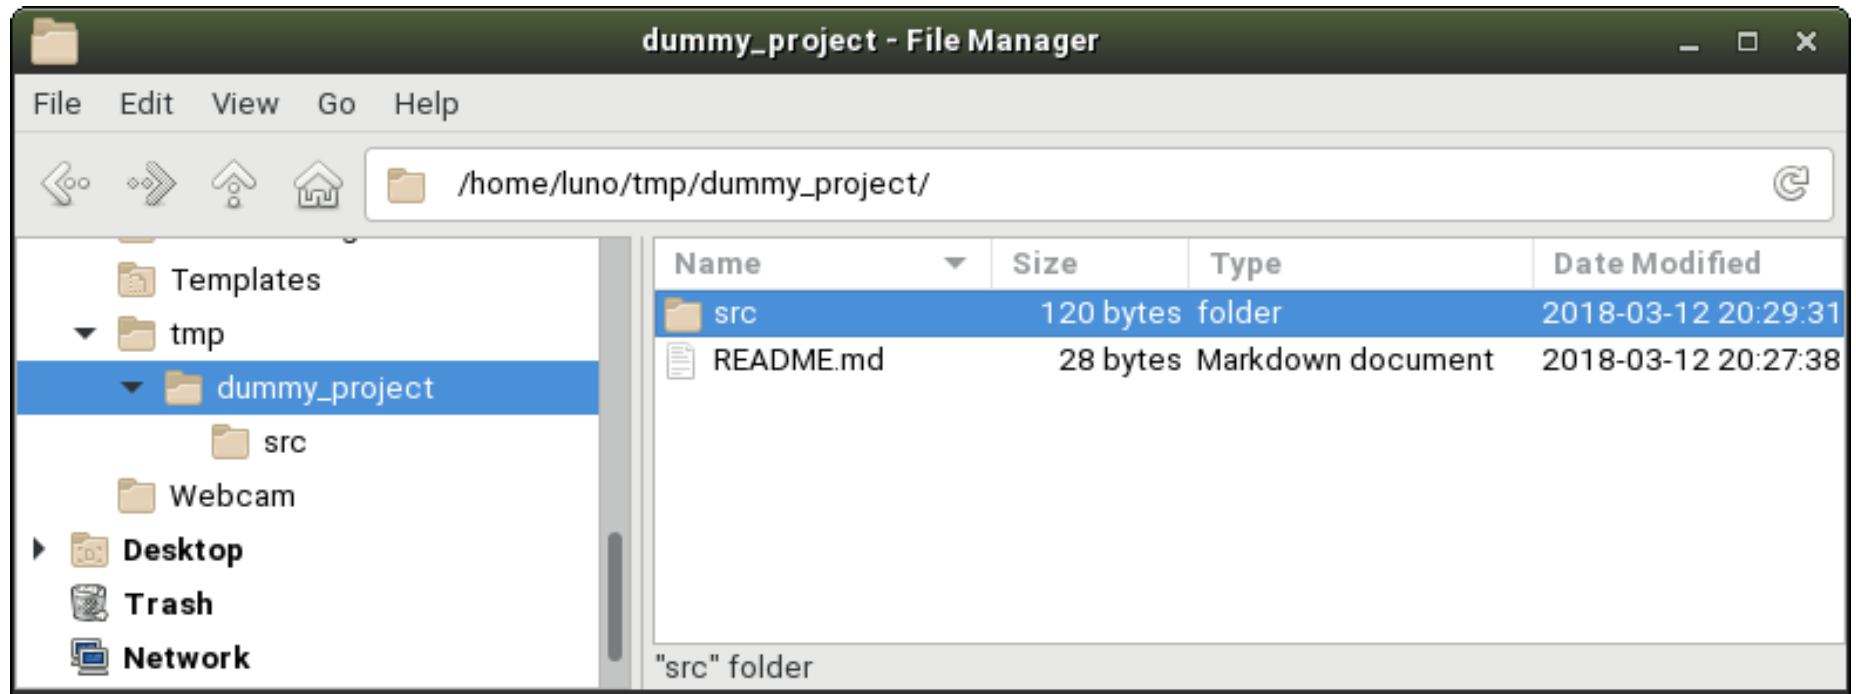 dummy_project - File Manager
File Edit View Go Help
/home/luno/tmp/dummy_project/
Templates
tmp
dummy_project
src
Webcam
Desktop
Trash
Network
Name Size Type Date Modified
src 120 bytes folder 2018-03-12 20:29:31
README.md 28 bytes Markdown document 2018-03-12 20:27:38
"src" folder